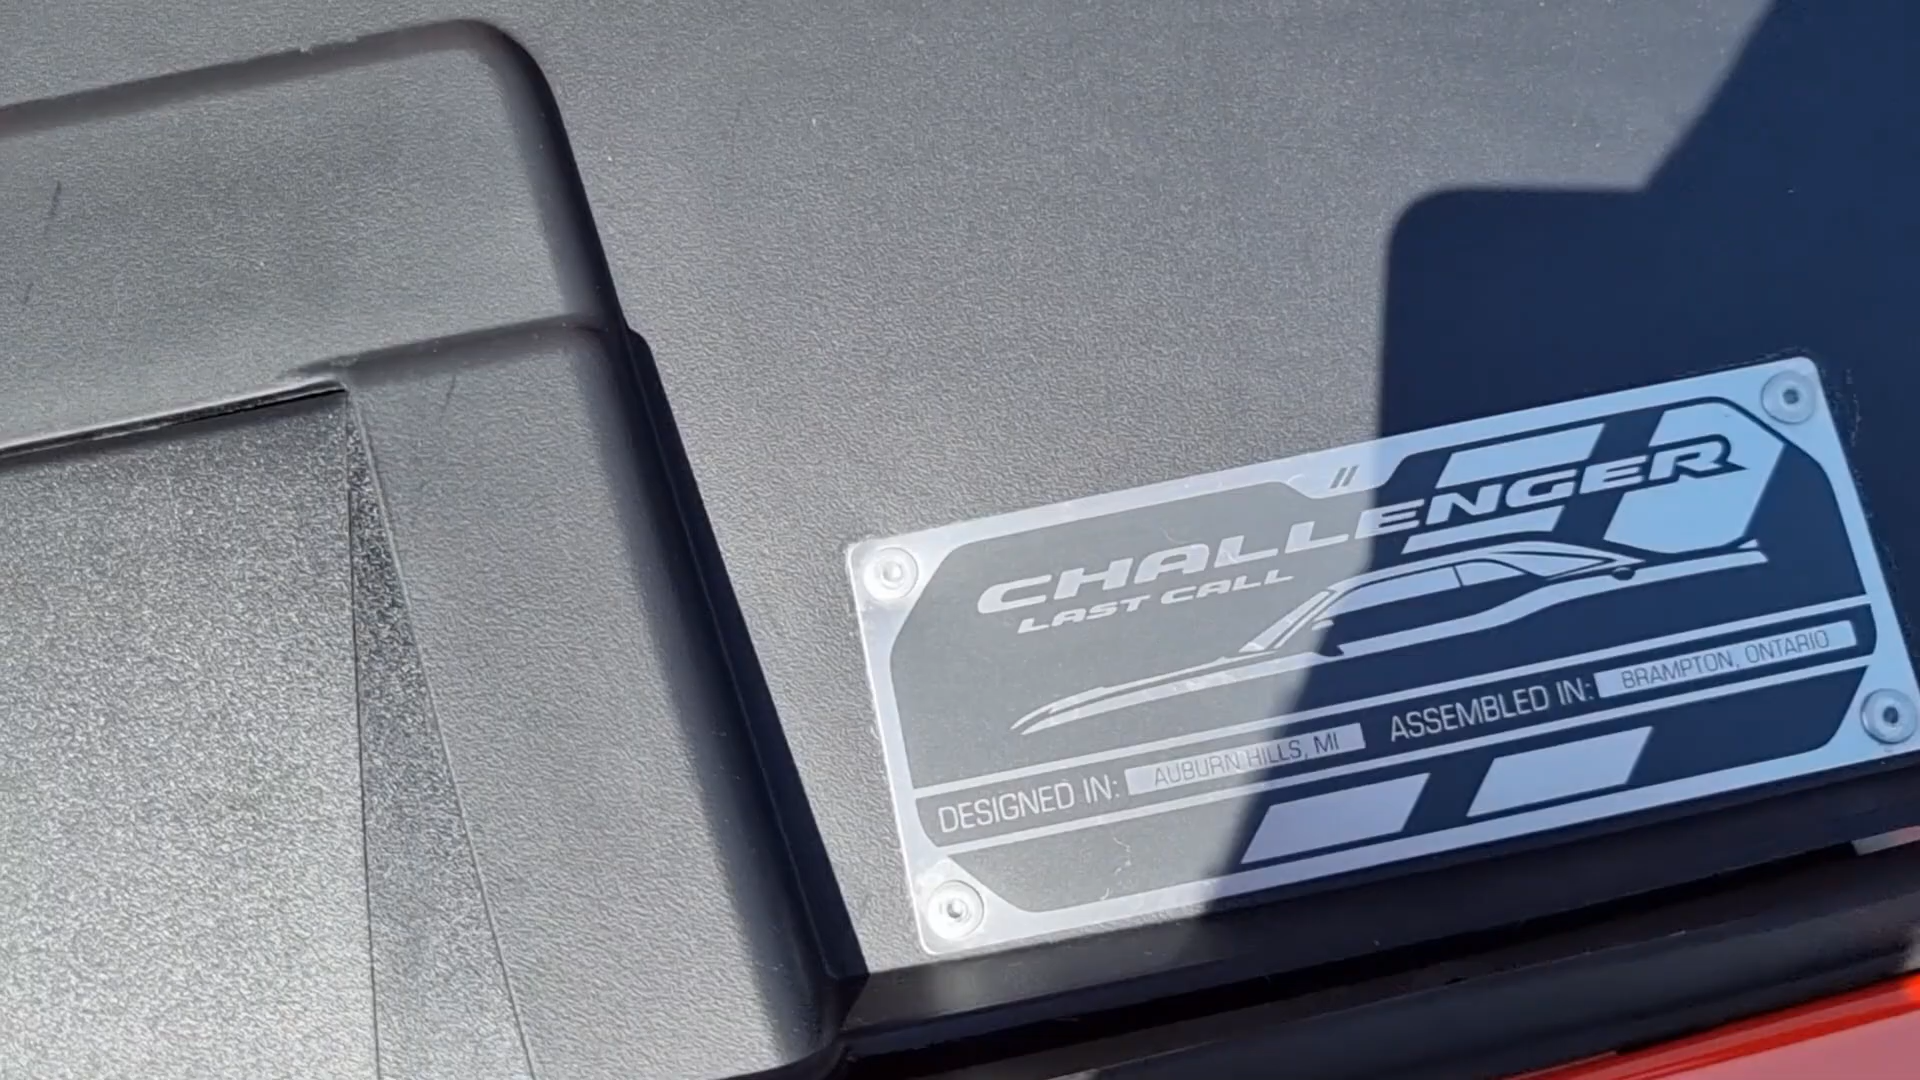 CHALLENGER
LAST CALL
DESIGNED IN: AUBURN HILLS, MI ASSEMBLED IN: BRAMPTON, ONTARIO